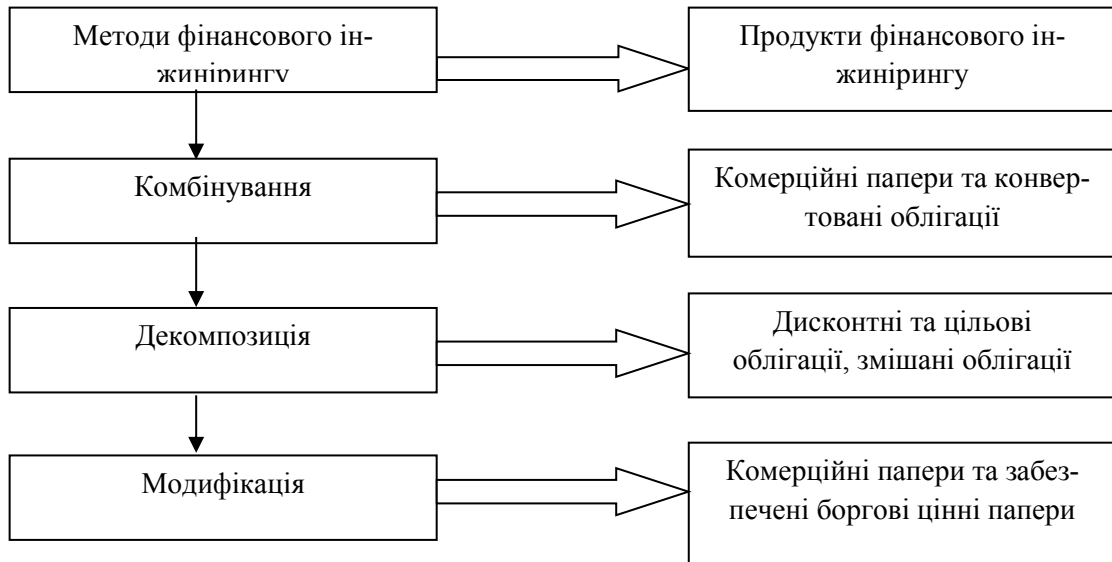 Методи фінансового ін-
жинірингу
Продукти фінансового ін-
жинірингу
Комбінування
Комерційні папери та конвер-
товані облігації
Декомпозиція
Дисконтні та цільові
облігації, змішані облігації
Модифікація
Комерційні папери та забез-
печені боргові цінні папери